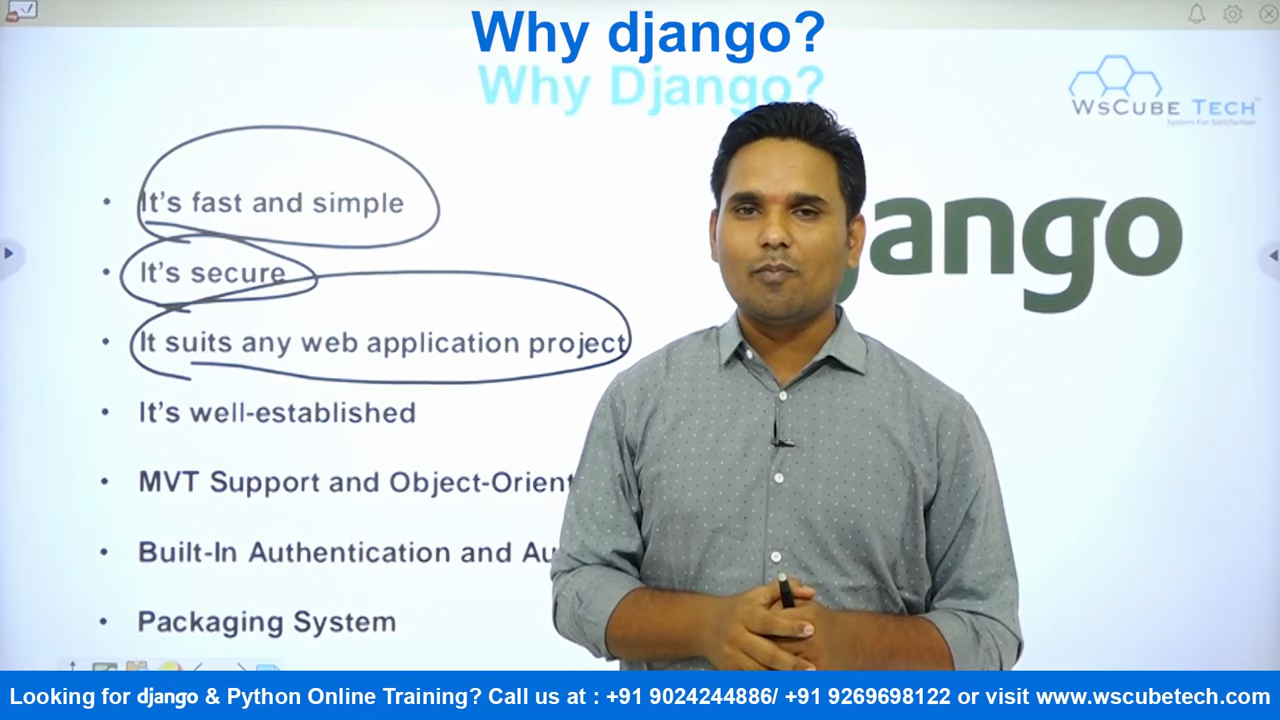 Why django?
Why Django?
WsCube Tech
System For Satisfaction
It's fast and simple
ango
It's secure
It suits any web application project
It's well-established
MVT Support and Object-Orient
Built-In Authentication and Au
Packaging System
Looking for django & Python Online Training? Call us at : +91 9024244886/ +91 9269698122 or visit www.wscubetech.com